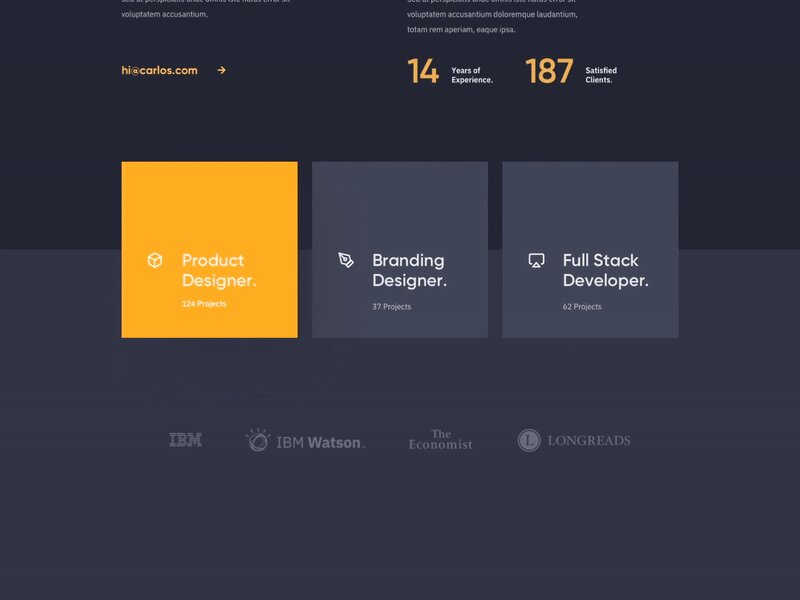 voluptatem accusantium.
hi@carlos.com
voluptatem accusantium doloremque laudantium,
totam rem aperiam, eaque ipsa.
14 Years of
Experience.
187 Satisfied
Clients.
Product
Designer.
124 Projects
Branding
Designer.
37 Projects
Full Stack
Developer.
62 Projects
IBM
IBM Watson
The
Economist
L LONGREADS